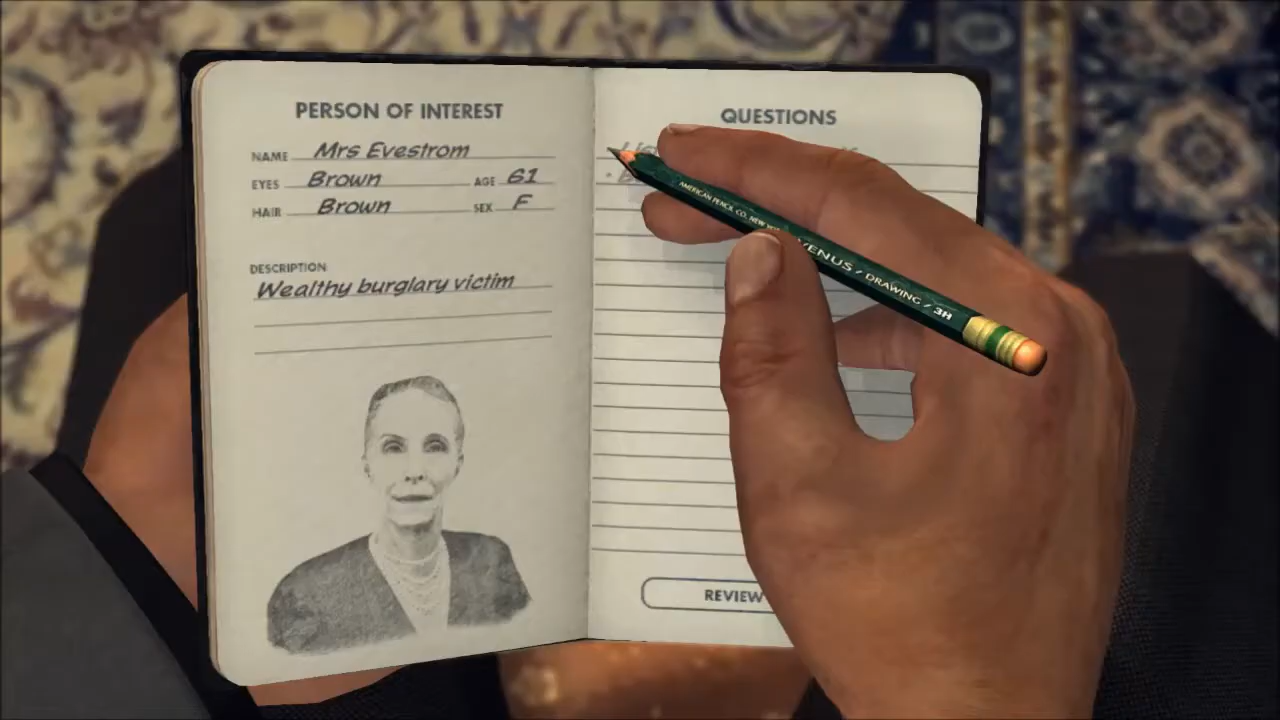 PERSON OF INTEREST
NAME Mrs Evestrom
EYES Brown AGE 61
HAIR Brown SEX F
DESCRIPTION
Wealthy burglary victim
QUESTIONS
REVIEW
AMERICAN PENCIL CO. NEW VENUS / DRAWING / 3H